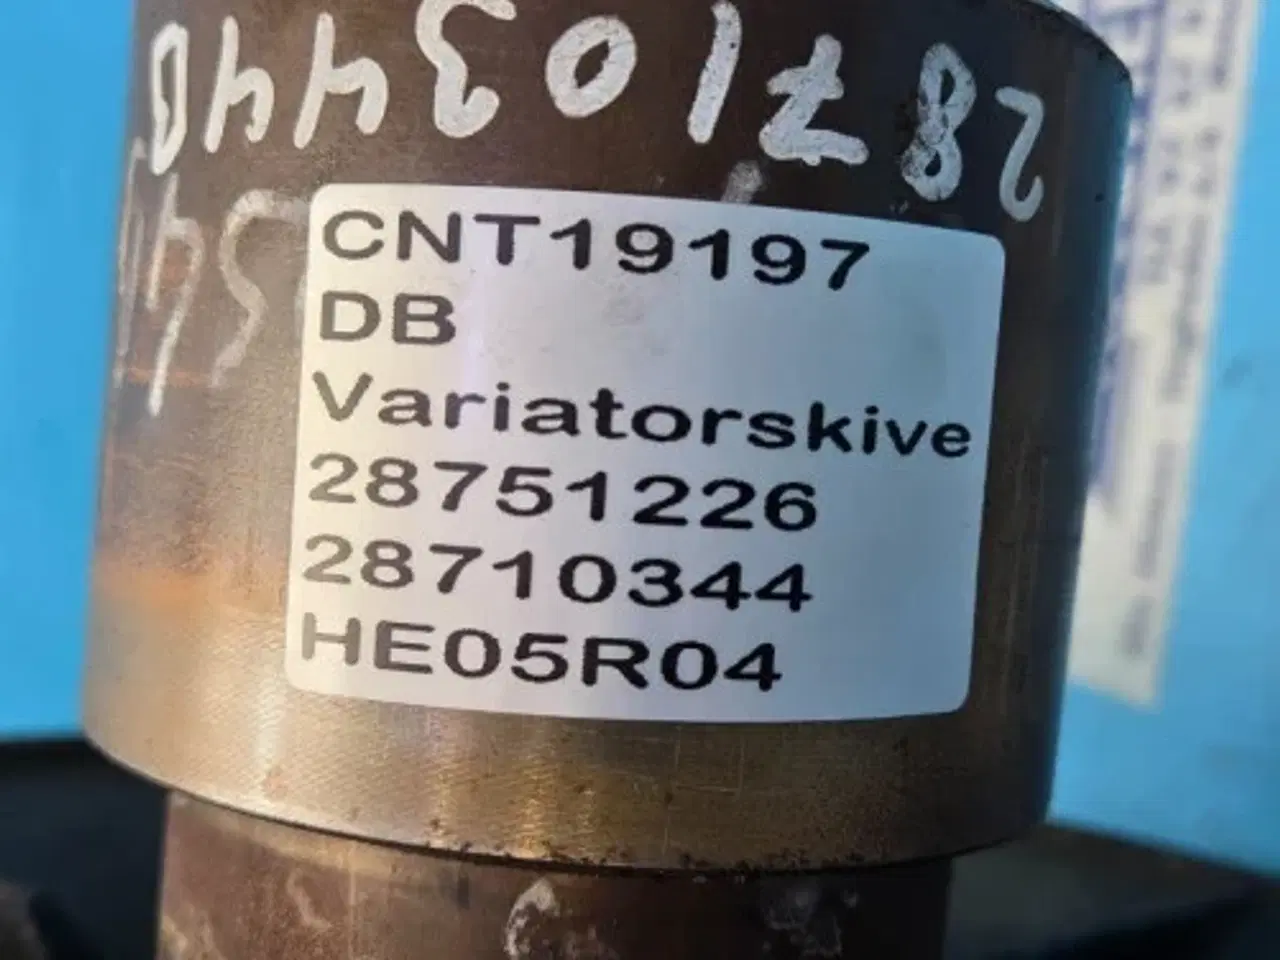 28710344
CNT19197
DB
Variatorskive
28751226
28710344
HE05R04